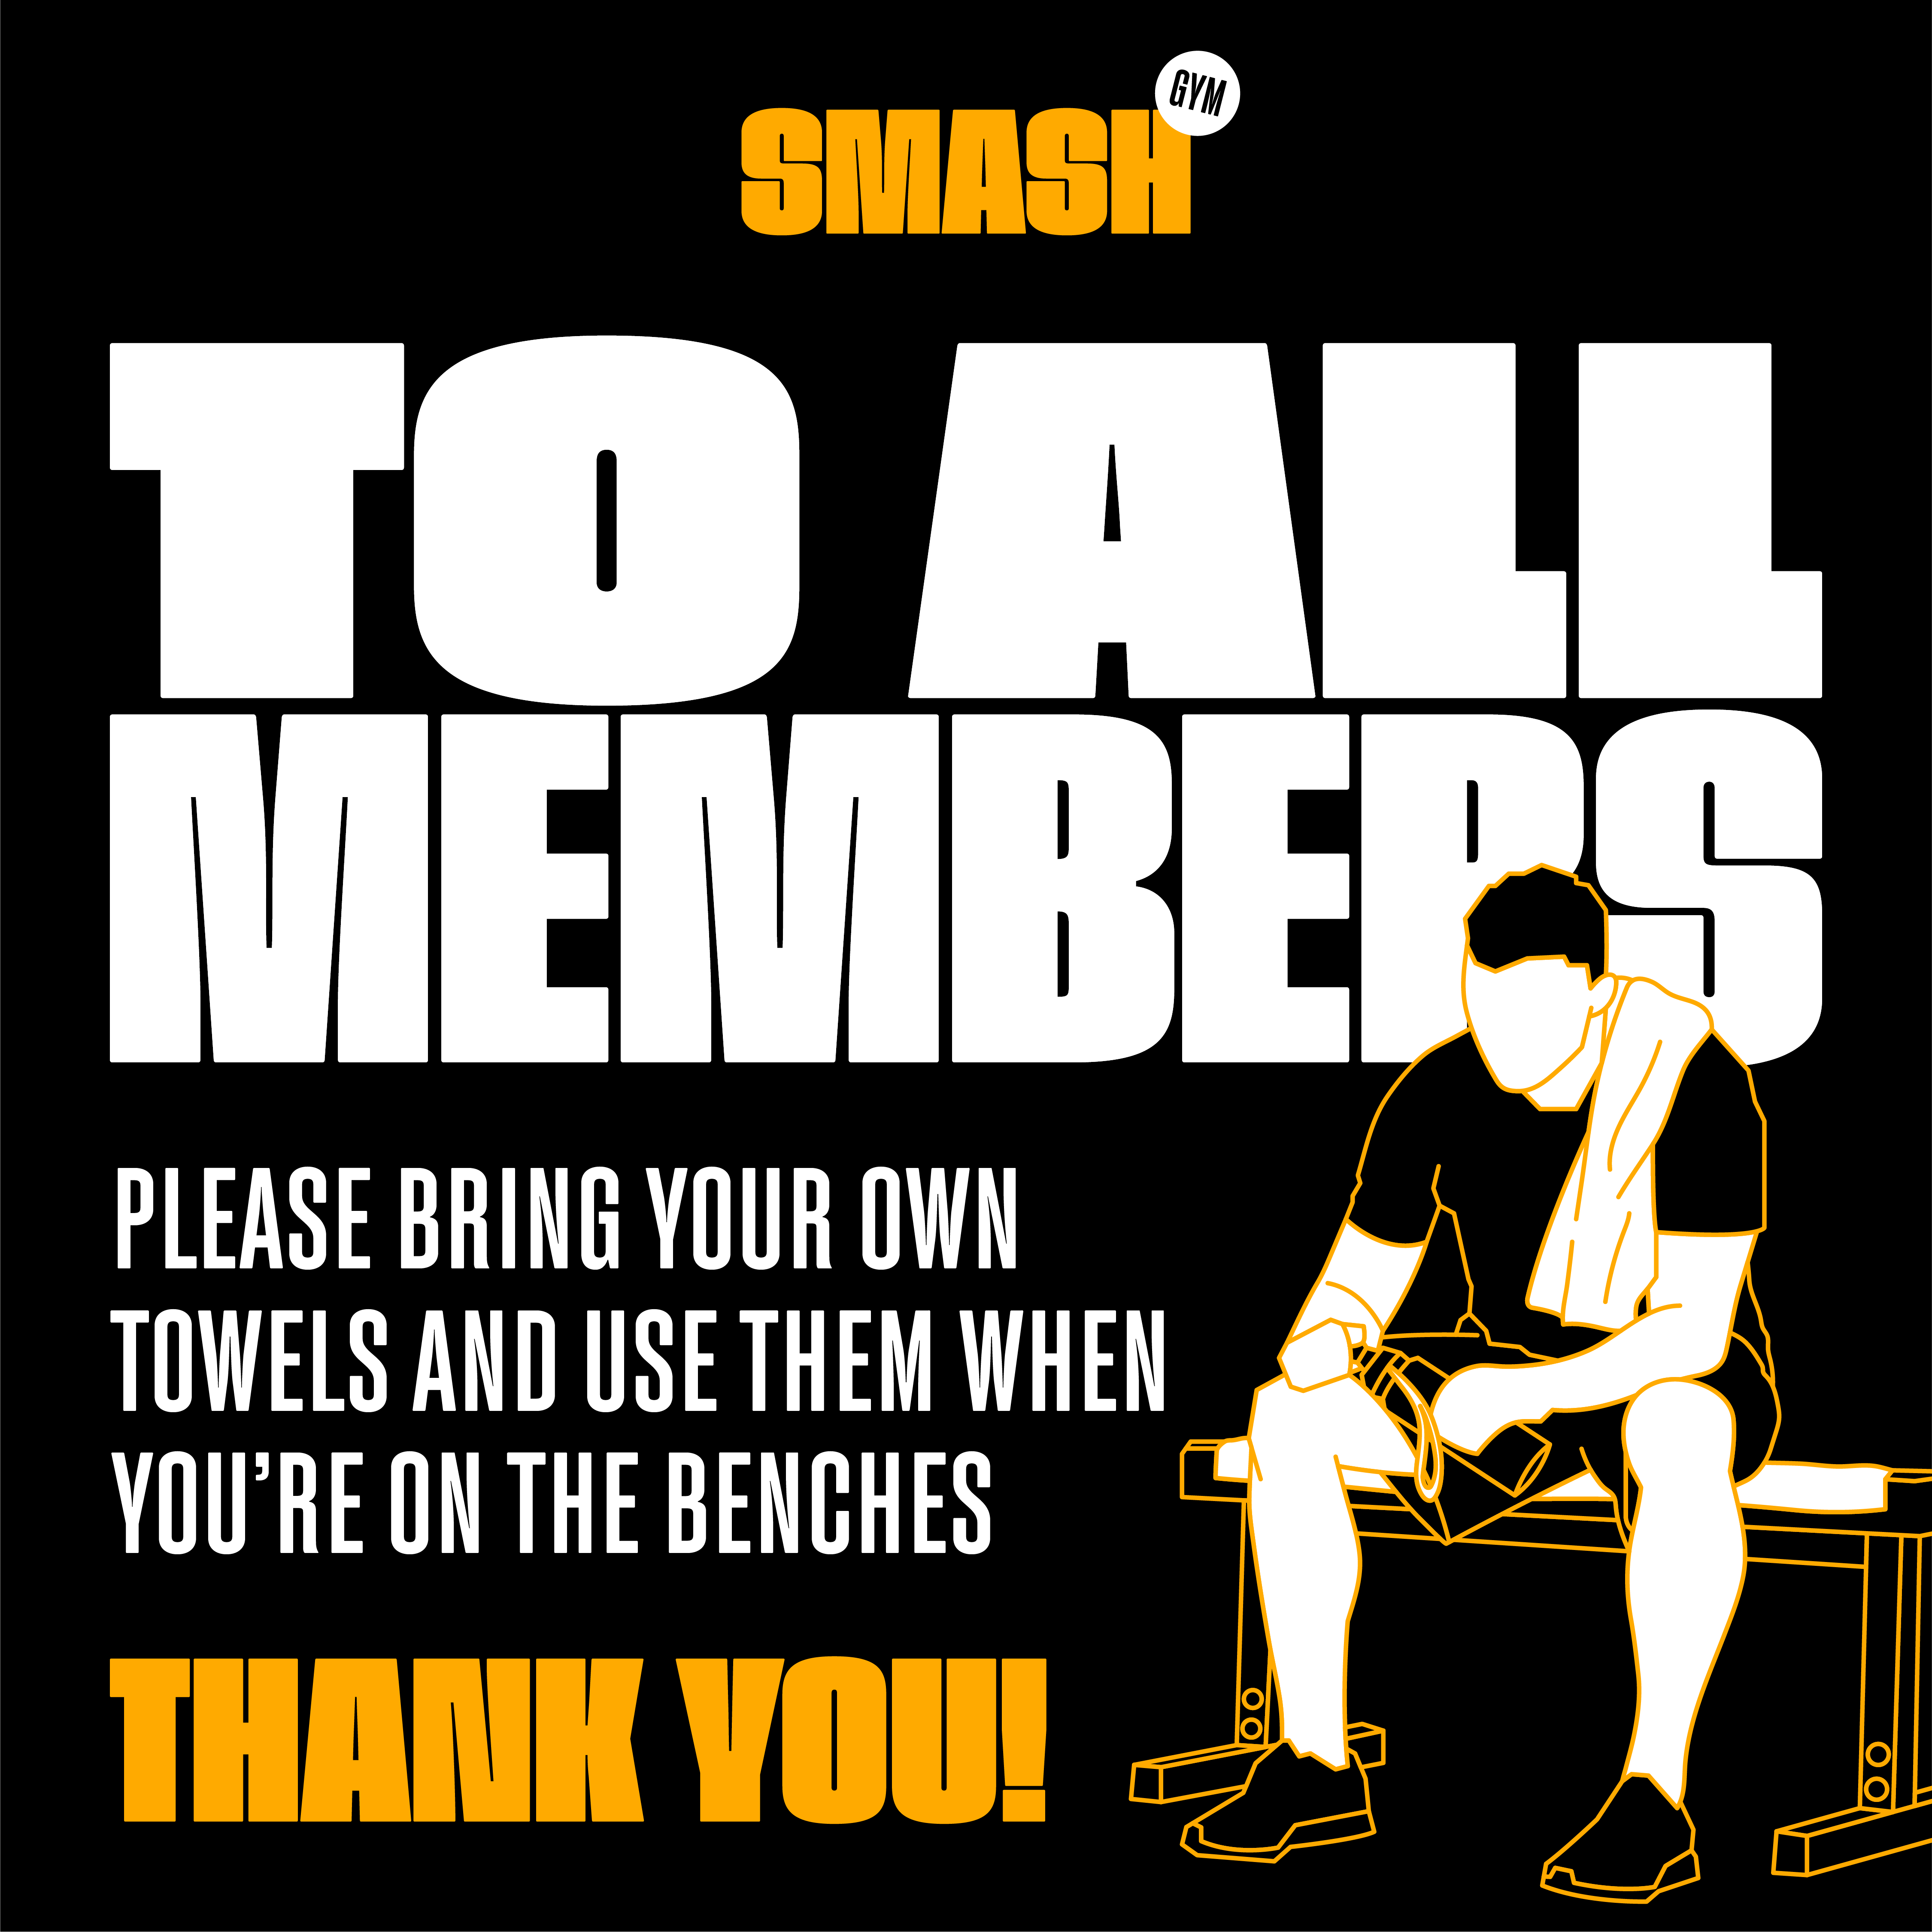 SMASH GYM
TO ALL
MEMBERS
PLEASE BRING YOUR OWN
TOWELS AND USE THEM WHEN
YOU'RE ON THE BENCHES
THANK YOU!